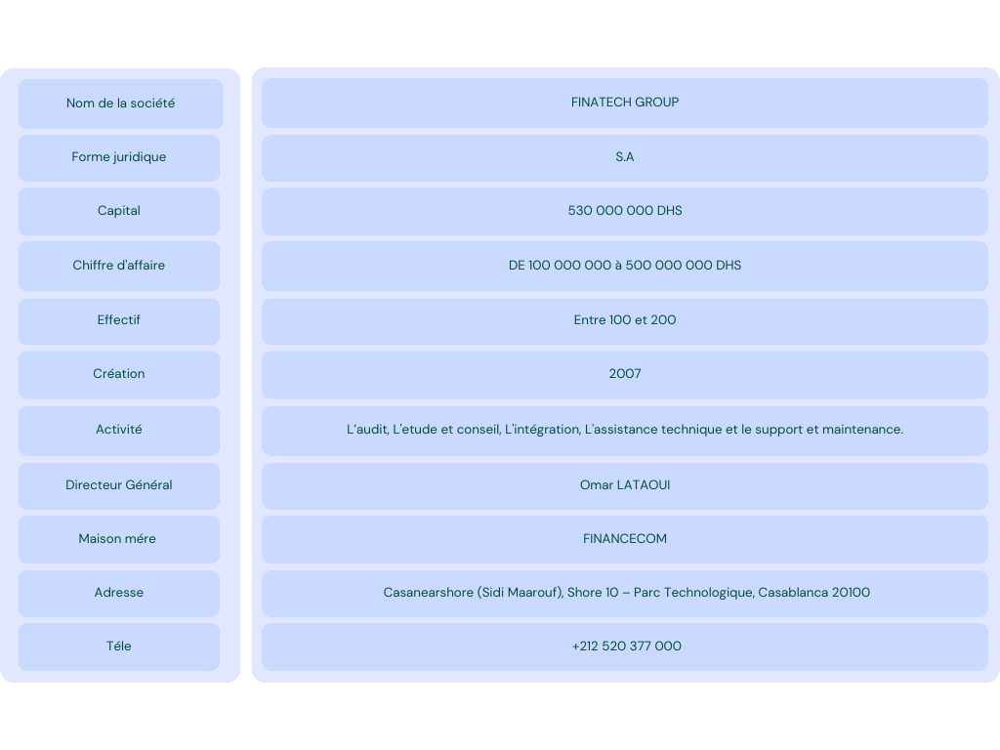 Nom de la société
FINATECH GROUP
Forme juridique
S.A
Capital
530 000 000 DHS
Chiffre d'affaire
DE 100 000 000 à 500 000 000 DHS
Effectif
Entre 100 et 200
Création
2007
Activité
L’audit, L'etude et conseil, L'intégration, L'assistance technique et le support et maintenance.
Directeur Général
Omar LATAOUI
Maison mére
FINANCECOM
Adresse
Casanearshore (Sidi Maarouf), Shore 10 – Parc Technologique, Casablanca 20100
Téle
+212 520 377 000